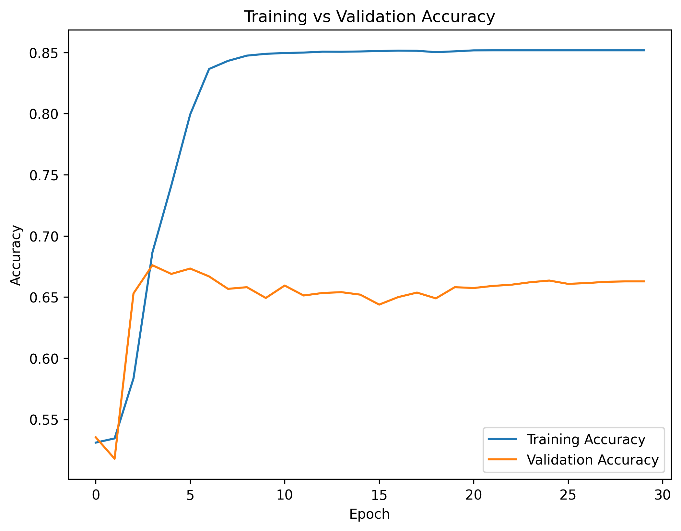 Training vs Validation Accuracy
Accuracy
0.85
0.80
0.75
0.70
0.65
0.60
0.55
Training Accuracy
Validation Accuracy
0 5 10 15 20 25 30
Epoch